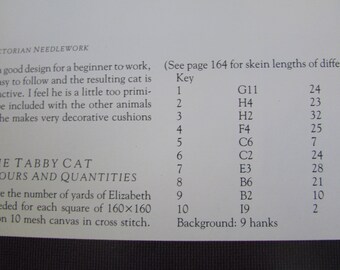 TORIAN NEEDLEWORK
good design for a beginner to work,
sy to follow and the resulting cat is
ctive. I feel he is a little too primi-
e included with the other animals
he makes very decorative cushions
E TABBY CAT
OURS AND QUANTITIES
e the number of yards of Elizabeth
eded for each square of 160×160
on 10 mesh canvas in cross stitch.
(See page 164 for skein lengths of differ
Key
1 G11 24
2 H4 23
3 H2 32
4 F4 25
5 C6 7
6 C2 24
7 E3 28
8 B6 21
9 B2 10
10 I9 2
Background: 9 hanks